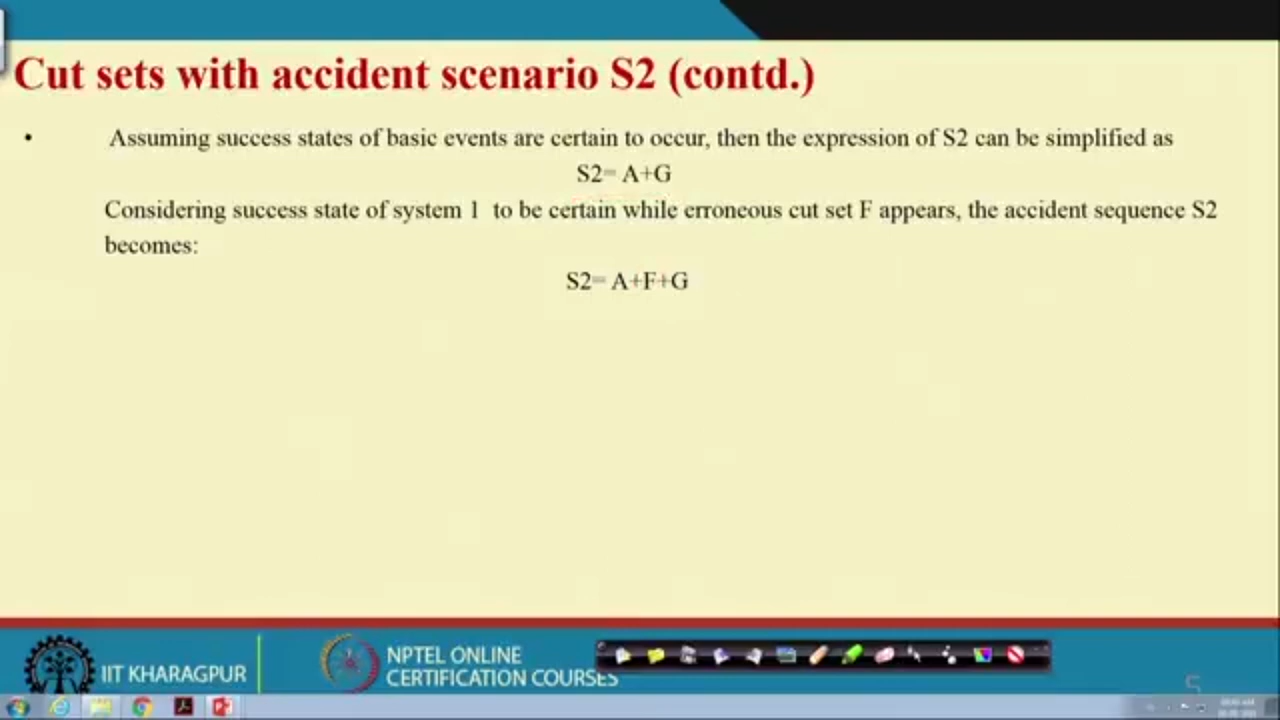 Cut sets with accident scenario S2 (contd.)
• Assuming success states of basic events are certain to occur, then the expression of S2 can be simplified as
S2= A+G
Considering success state of system 1 to be certain while erroneous cut set F appears, the accident sequence S2
becomes:
S2= A+F+G
5
IIT KHARAGPUR
NPTEL ONLINE
CERTIFICATION COURSES